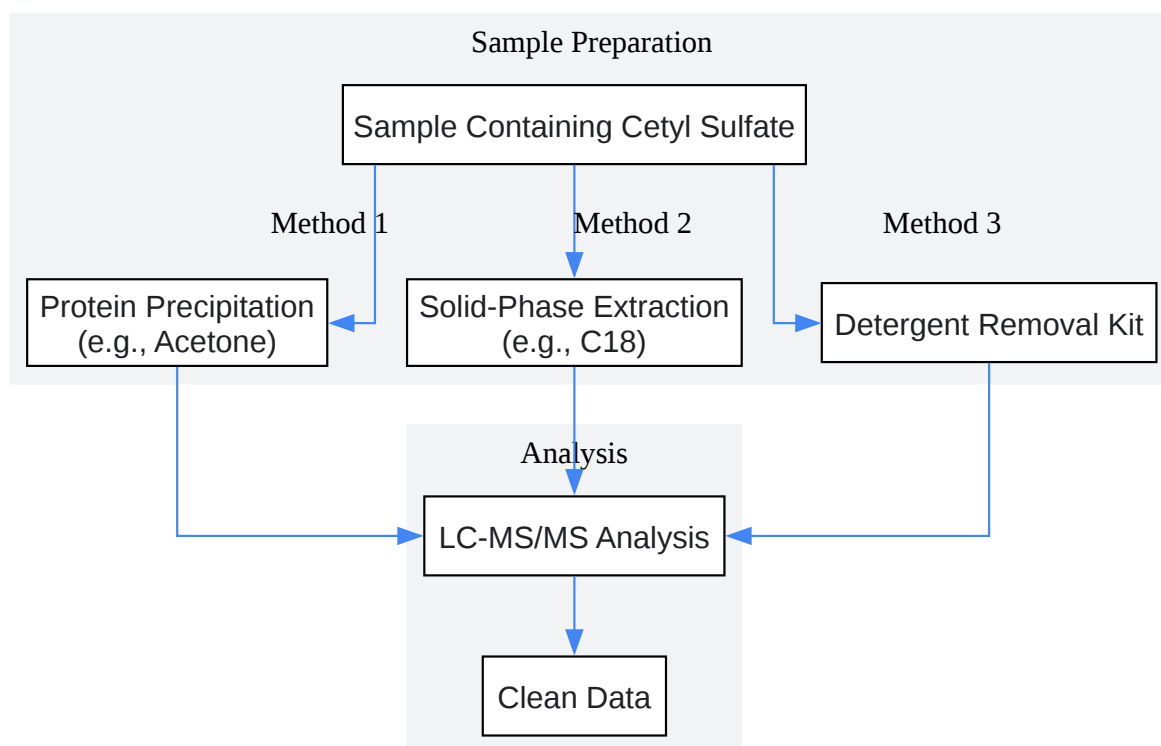 Sample Preparation
Sample Containing Cetyl Sulfate
Method 1
Method 2
Method 3
Protein Precipitation
(e.g., Acetone)
Solid-Phase Extraction
(e.g., C18)
Detergent Removal Kit
Analysis
LC-MS/MS Analysis
Clean Data